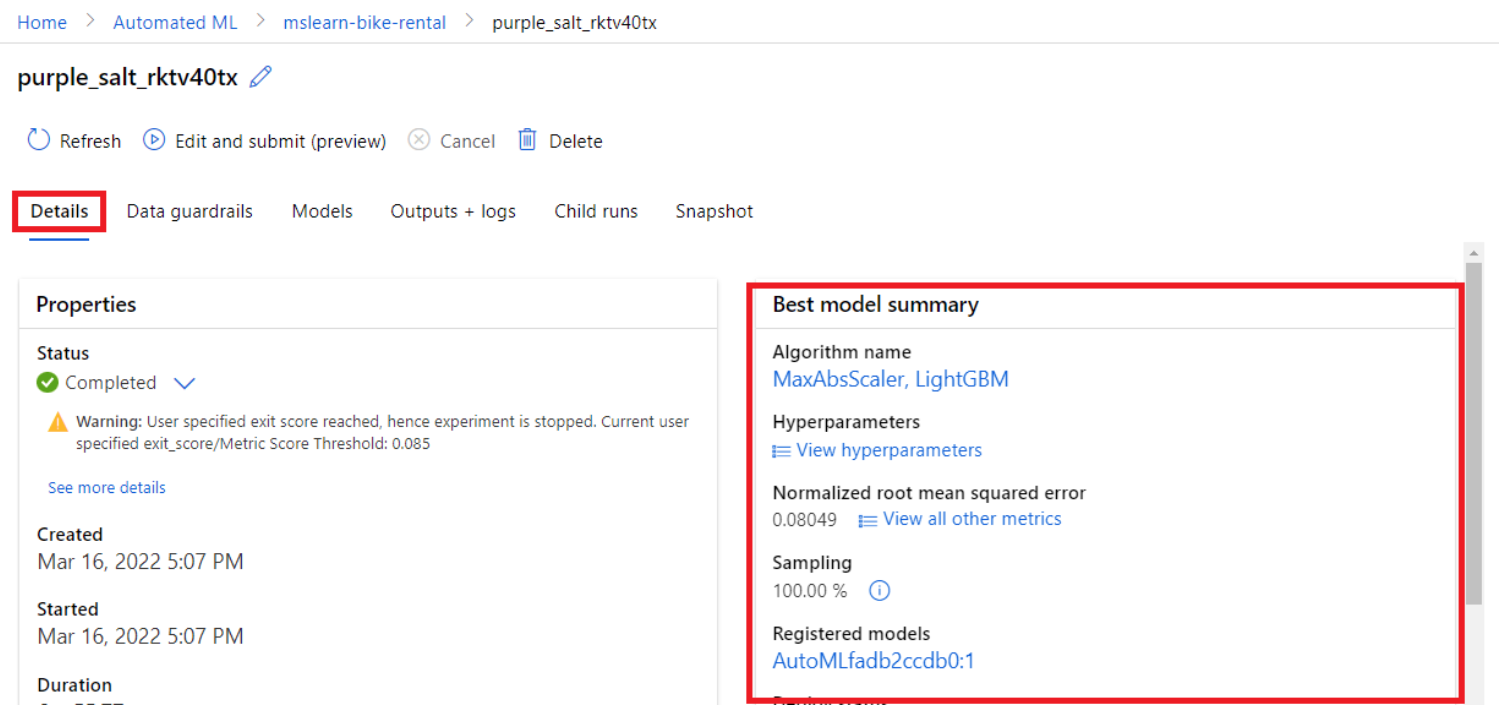 Home > Automated ML > mslearn-bike-rental > purple_salt_rktv40tx
purple_salt_rktv40tx
Refresh Edit and submit (preview) Cancel Delete
Details Data guardrails Models Outputs + logs Child runs Snapshot
Properties
Status
Completed
Warning: User specified exit score reached, hence experiment is stopped. Current user
specified exit_score/Metric Score Threshold: 0.085
See more details
Created
Mar 16, 2022 5:07 PM
Started
Mar 16, 2022 5:07 PM
Duration
Best model summary
Algorithm name
MaxAbsScaler, LightGBM
Hyperparameters
View hyperparameters
Normalized root mean squared error
0.08049 View all other metrics
Sampling
100.00 %
Registered models
AutoMLfadb2ccdb0:1